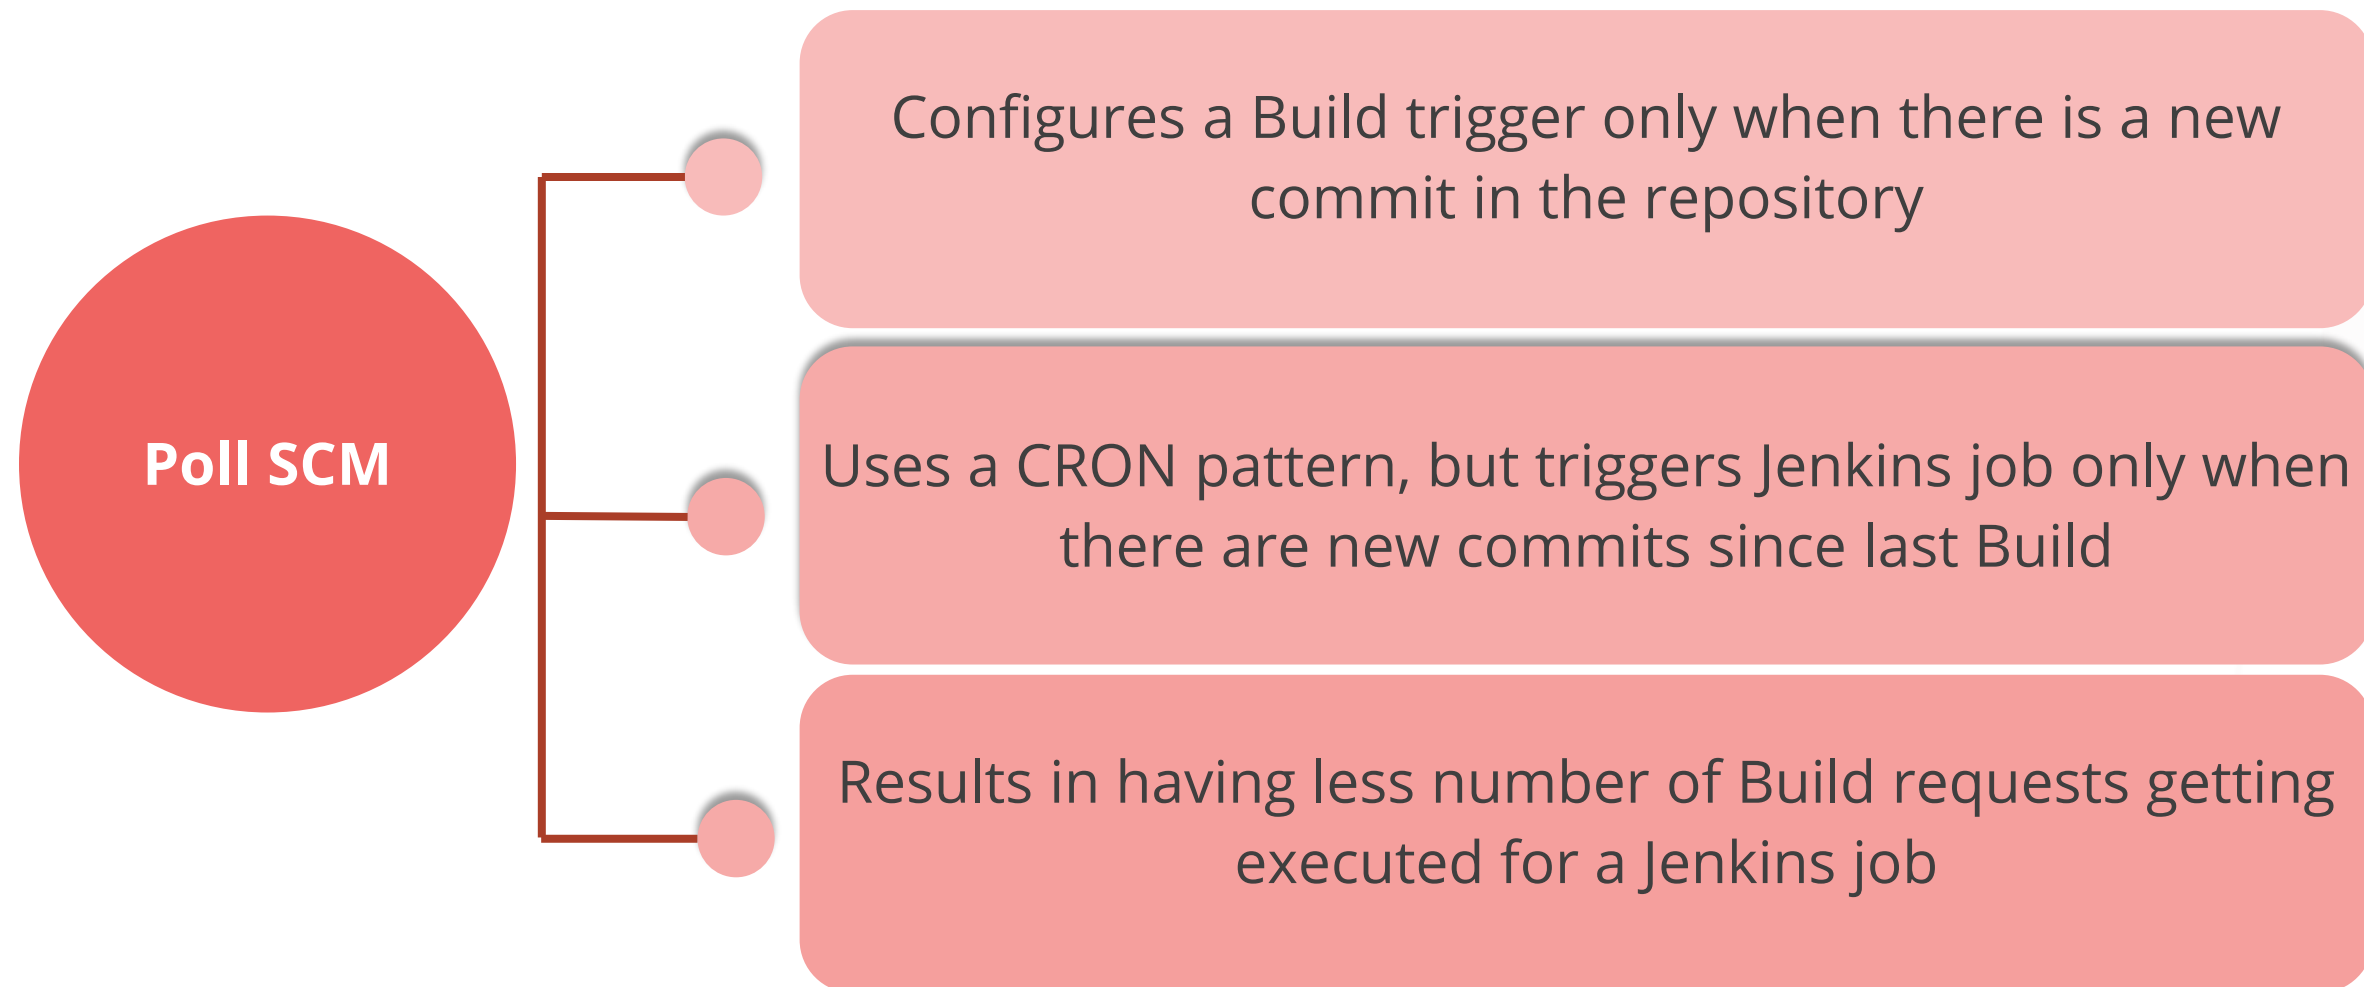 Poll SCM
Configures a Build trigger only when there is a new
commit in the repository
Uses a CRON pattern, but triggers Jenkins job only when
there are new commits since last Build
Results in having less number of Build requests getting
executed for a Jenkins job